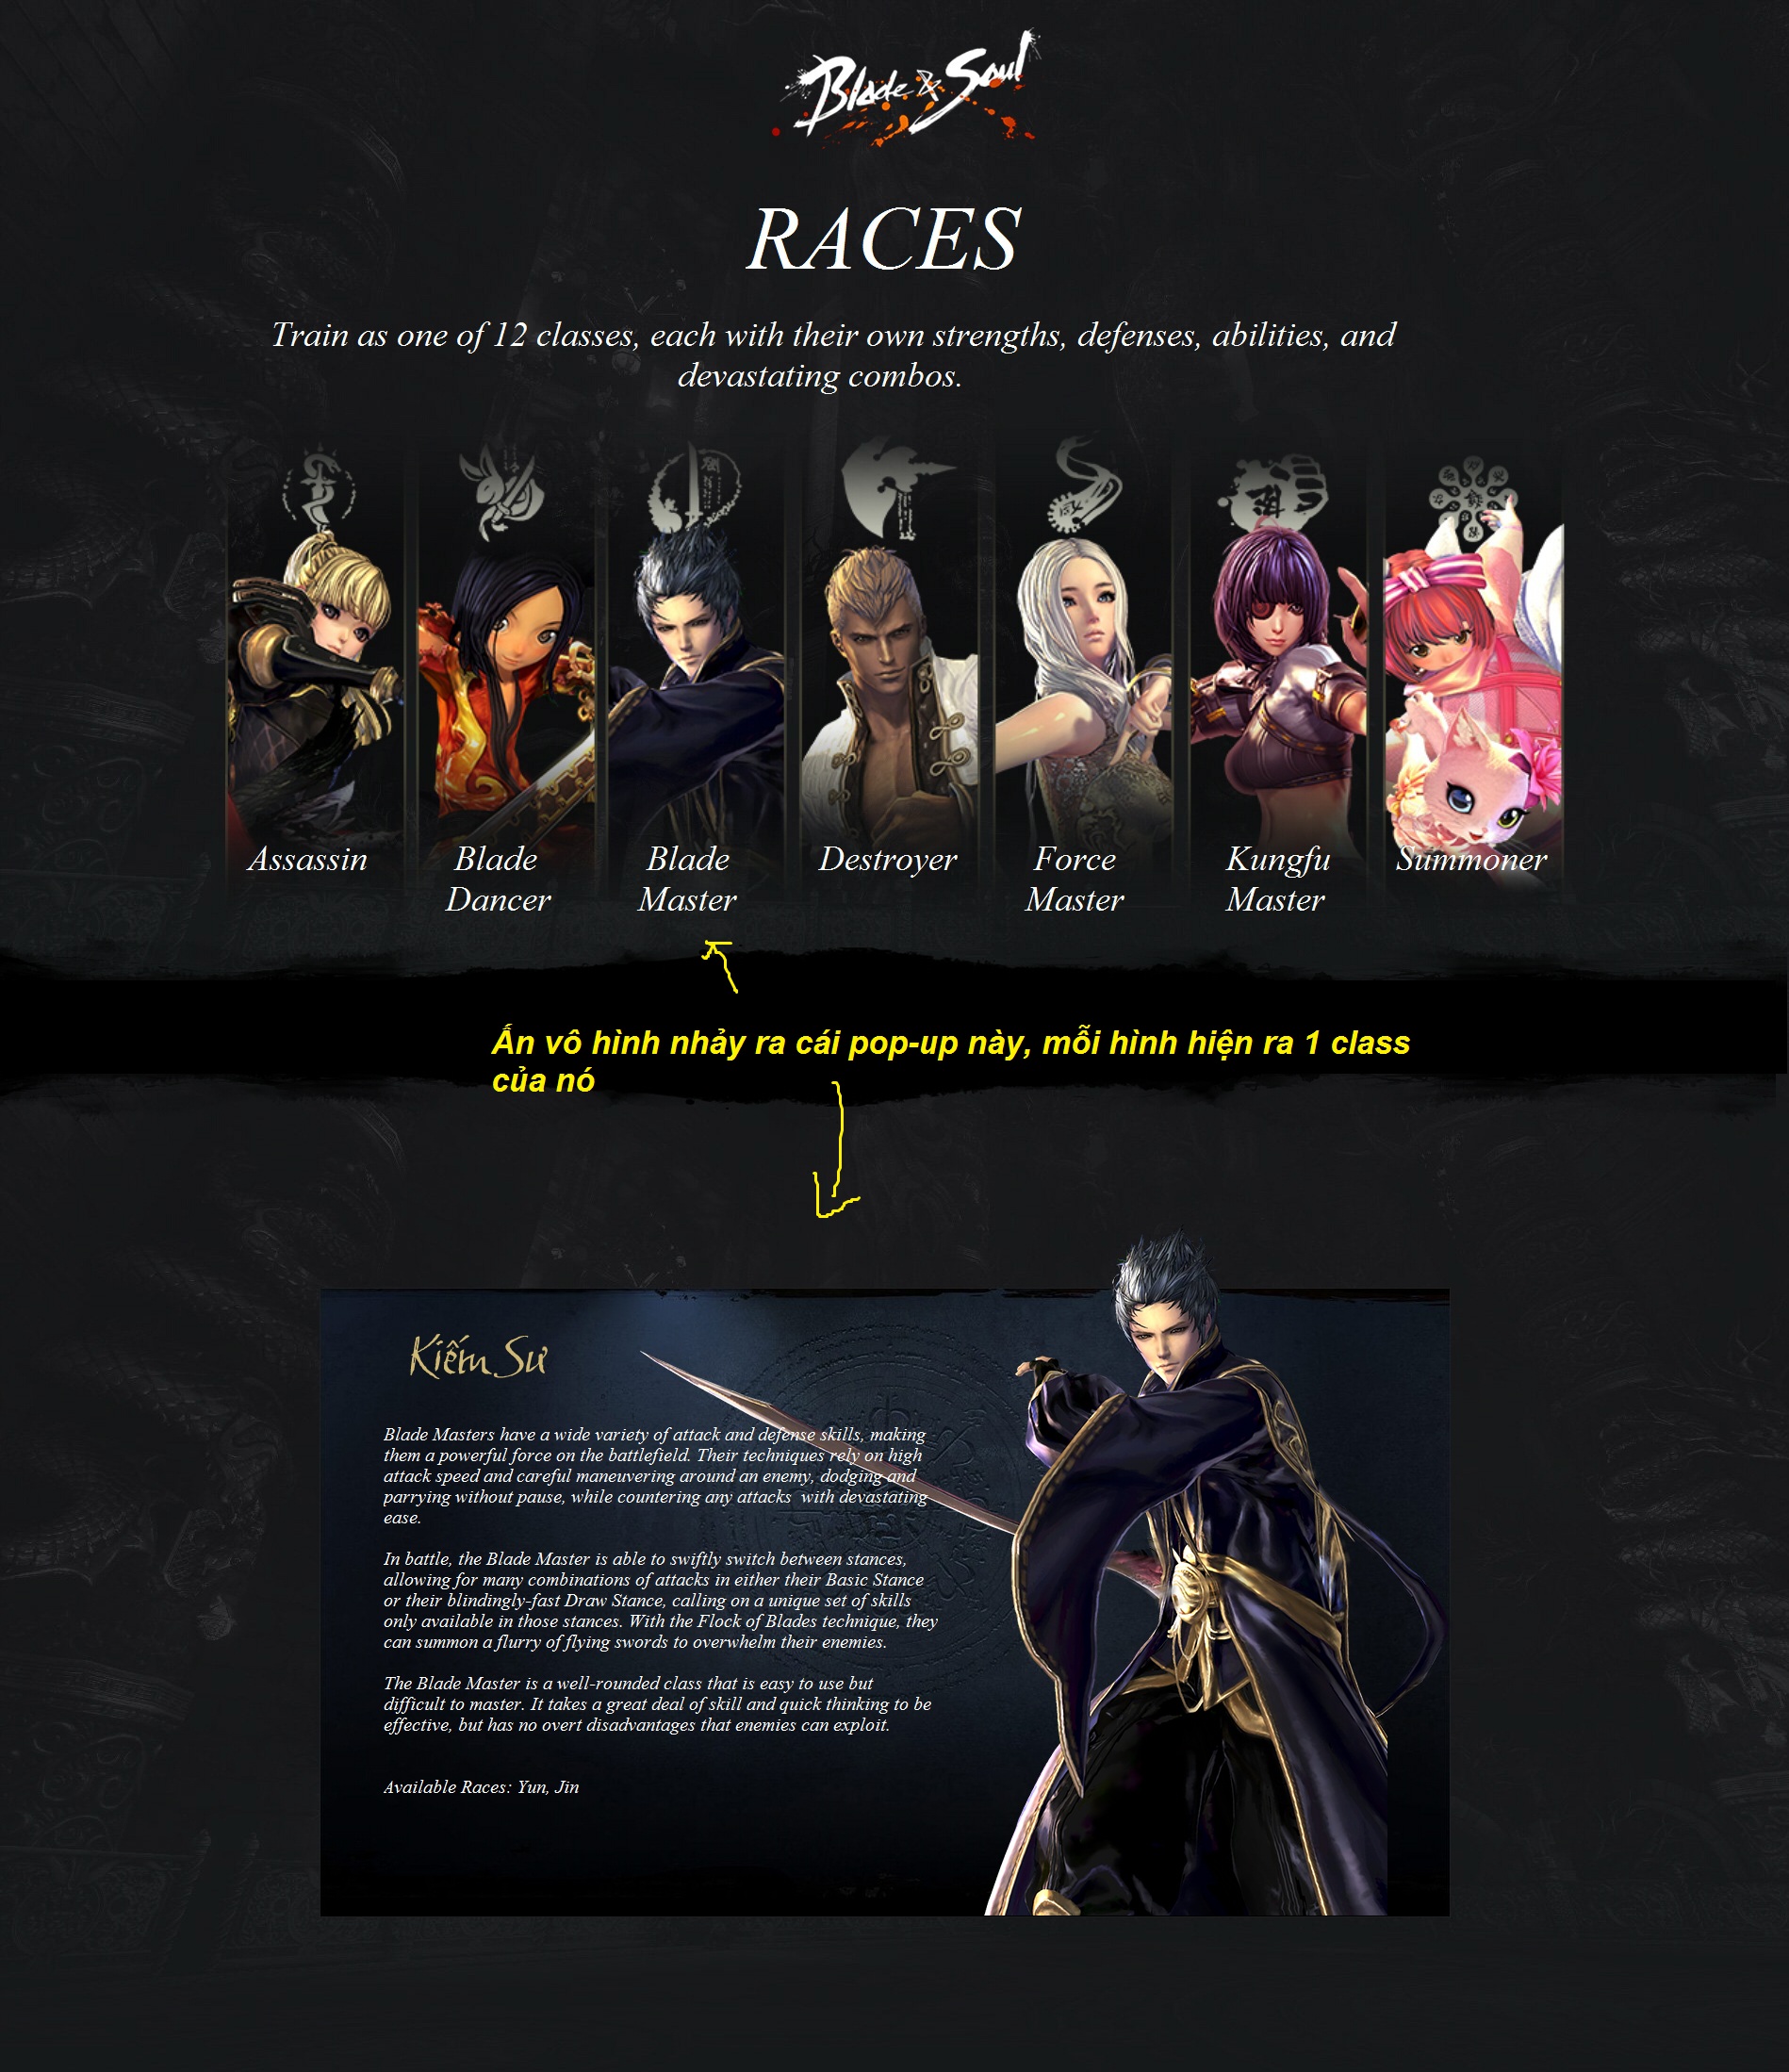 Blade & Soul
RACES
Train as one of 12 classes, each with their own strengths, defenses, abilities, and
devastating combos.
Assassin
Blade
Dancer
Blade
Master
Destroyer
Force
Master
Kungfu
Master
Summoner
Ấn vô hình nhảy ra cái pop-up này, mỗi hình hiện ra 1 class
của nó
Kiếm Sư
Blade Masters have a wide variety of attack and defense skills, making
them a powerful force on the battlefield. Their techniques rely on high
attack speed and careful maneuvering around an enemy, dodging and
parrying without pause, while countering any attacks  with devastating
ease.
In battle, the Blade Master is able to swiftly switch between stances,
allowing for many combinations of attacks in either their Basic Stance
or their blindingly-fast Draw Stance, calling on a unique set of skills
only available in those stances. With the Flock of Blades technique, they
can summon a flurry of flying swords to overwhelm their enemies.
The Blade Master is a well-rounded class that is easy to use but
difficult to master. It takes a great deal of skill and quick thinking to be
effective, but has no overt disadvantages that enemies can exploit.
Available Races: Yun, Jin